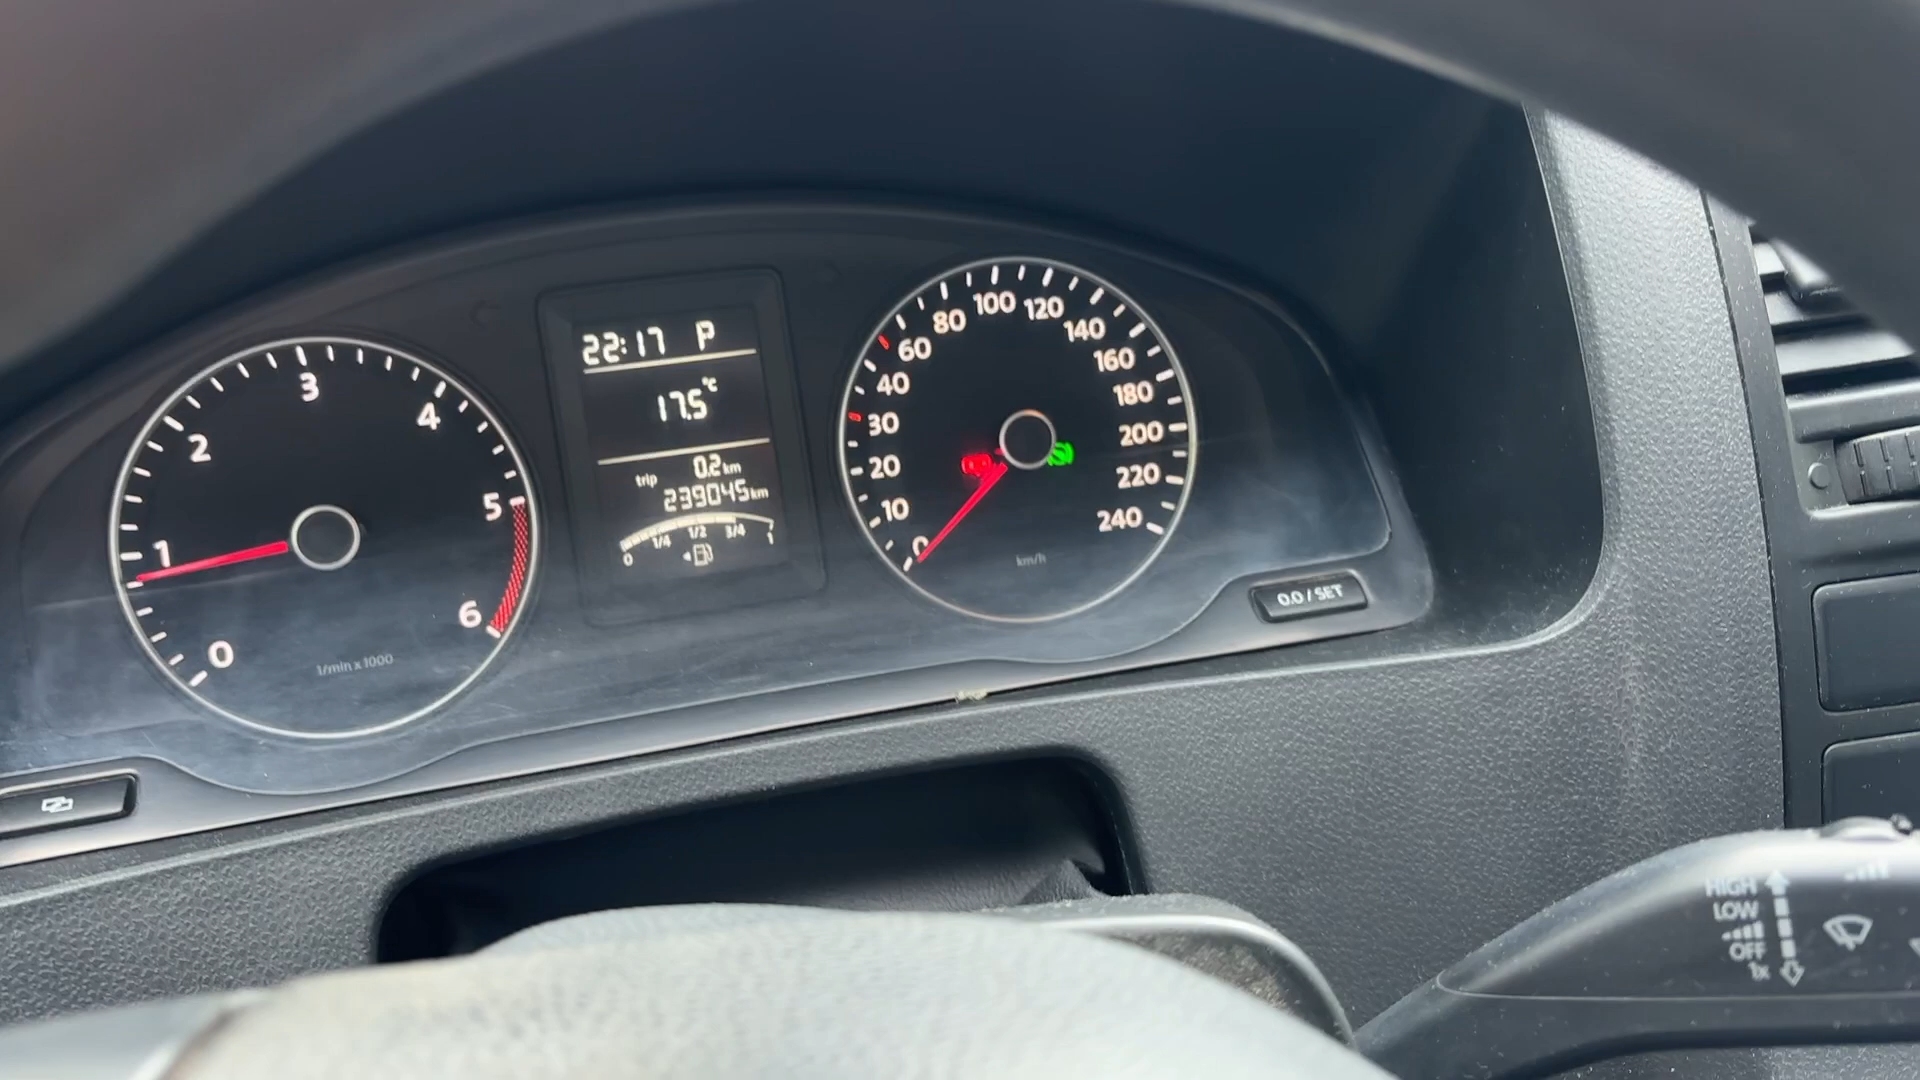 0
1
2
3
4
5
6
1/min x 1000
22:17 P
17.5°C
trip 0.2 km
239045 km
0 1/4 1/2 3/4 1
0
10
20
30
40
60
80
100
120
140
160
180
200
220
240
km/h
0.0 / SET
HIGH
LOW
OFF
1x